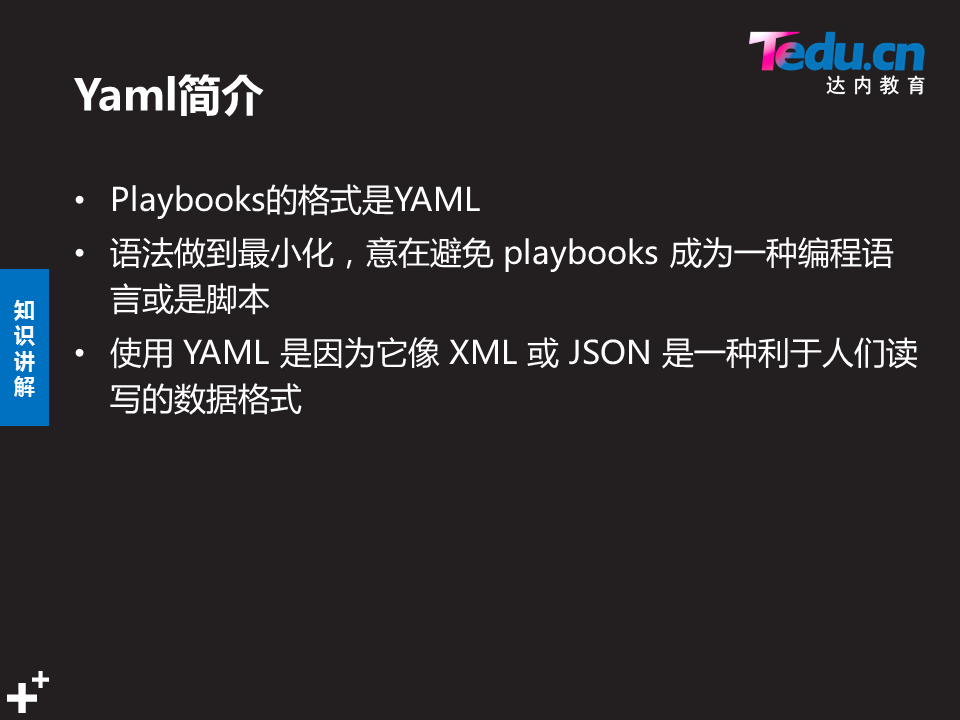 Tedu.cn
达内教育
Yaml简介
• Playbooks的格式是YAML
• 语法做到最小化，意在避免 playbooks 成为一种编程语
言或是脚本
• 使用 YAML 是因为它像 XML 或 JSON 是一种利于人们读
写的数据格式
知
识
讲
解